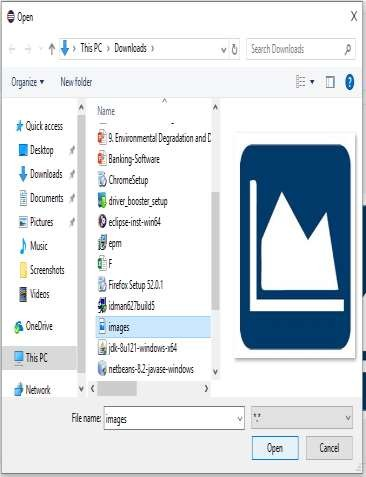 Open
This PC > Downloads >
Search Downloads
Organize
New folder
Name
Quick access
Desktop
Downloads
Documents
Pictures
Music
Screenshots
Videos
OneDrive
This PC
Network
9. Environmental Degradation and D
Banking-Software
ChromeSetup
driver_booster_setup
eclipse-inst-win64
epm
F
Firefox Setup 52.0.1
idman627build5
images
jdk-8u121-windows-x64
netbeans-8.2-javase-windows
File name: images
*.*
Open
Cancel